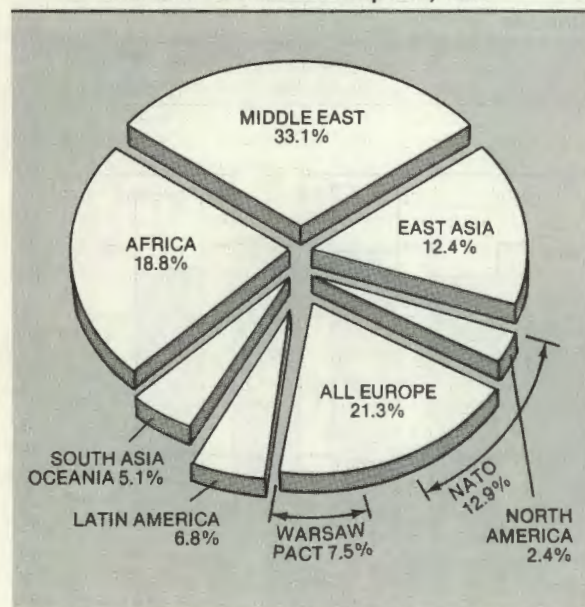 MIDDLE EAST
33.1%
EAST ASIA
12.4%
AFRICA
18.8%
ALL EUROPE
21.3%
SOUTH ASIA
OCEANIA 5.1%
LATIN AMERICA
6.8%
WARSAW
PACT 7.5%
NATO
12.9%
NORTH
AMERICA
2.4%